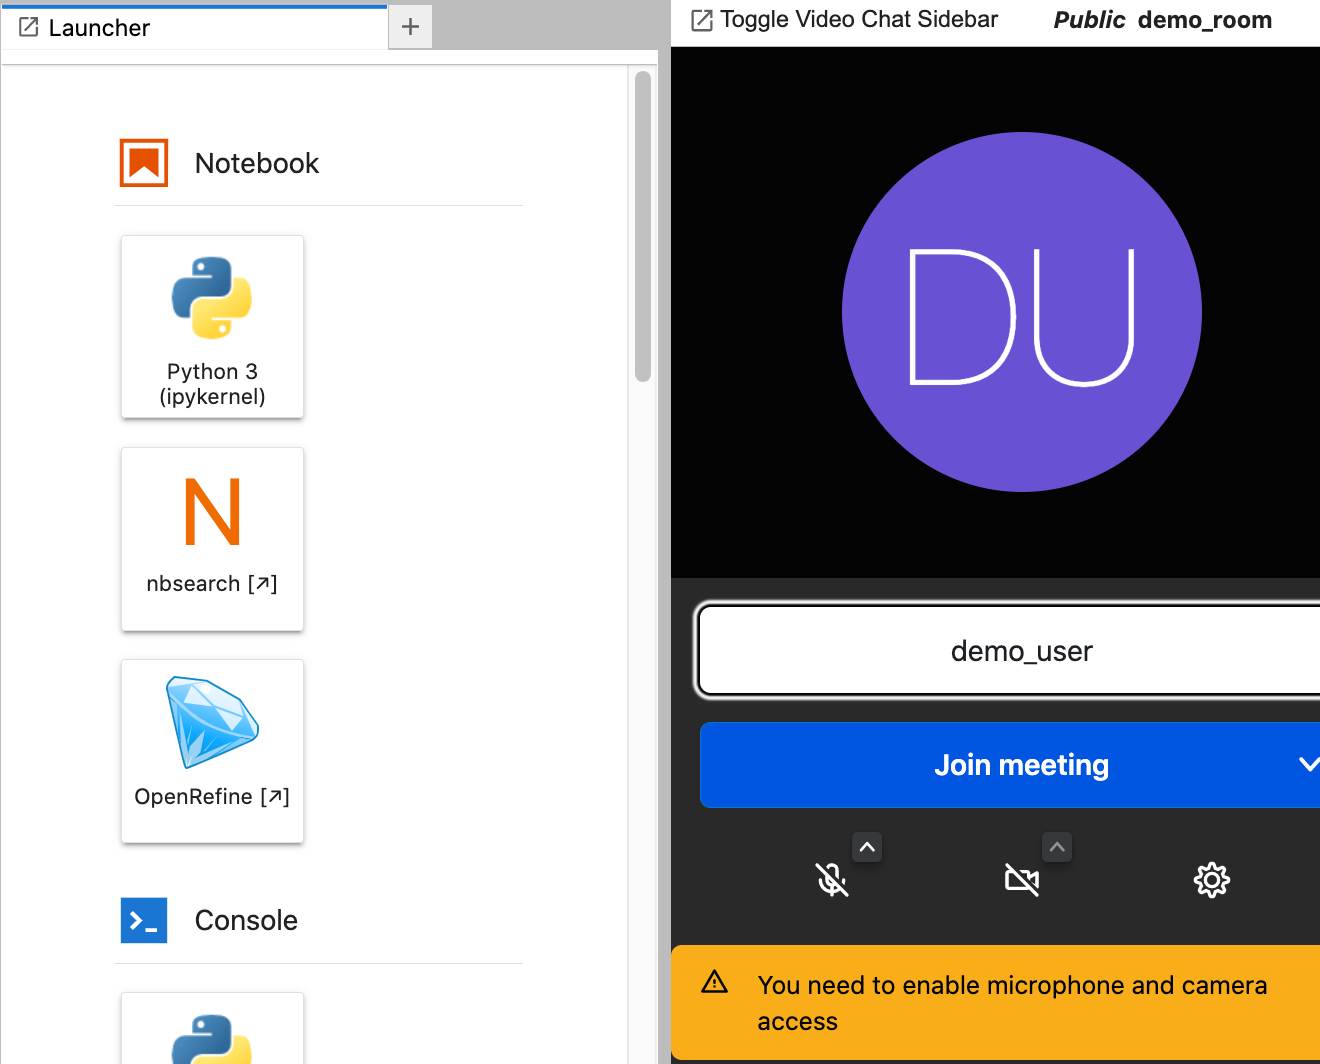 Launcher
Notebook
Python 3
(ipykernel)
N
nbsearch [↗]
OpenRefine [↗]
Console
Toggle Video Chat Sidebar
Public demo_room
DU
demo_user
Join meeting
You need to enable microphone and camera
access